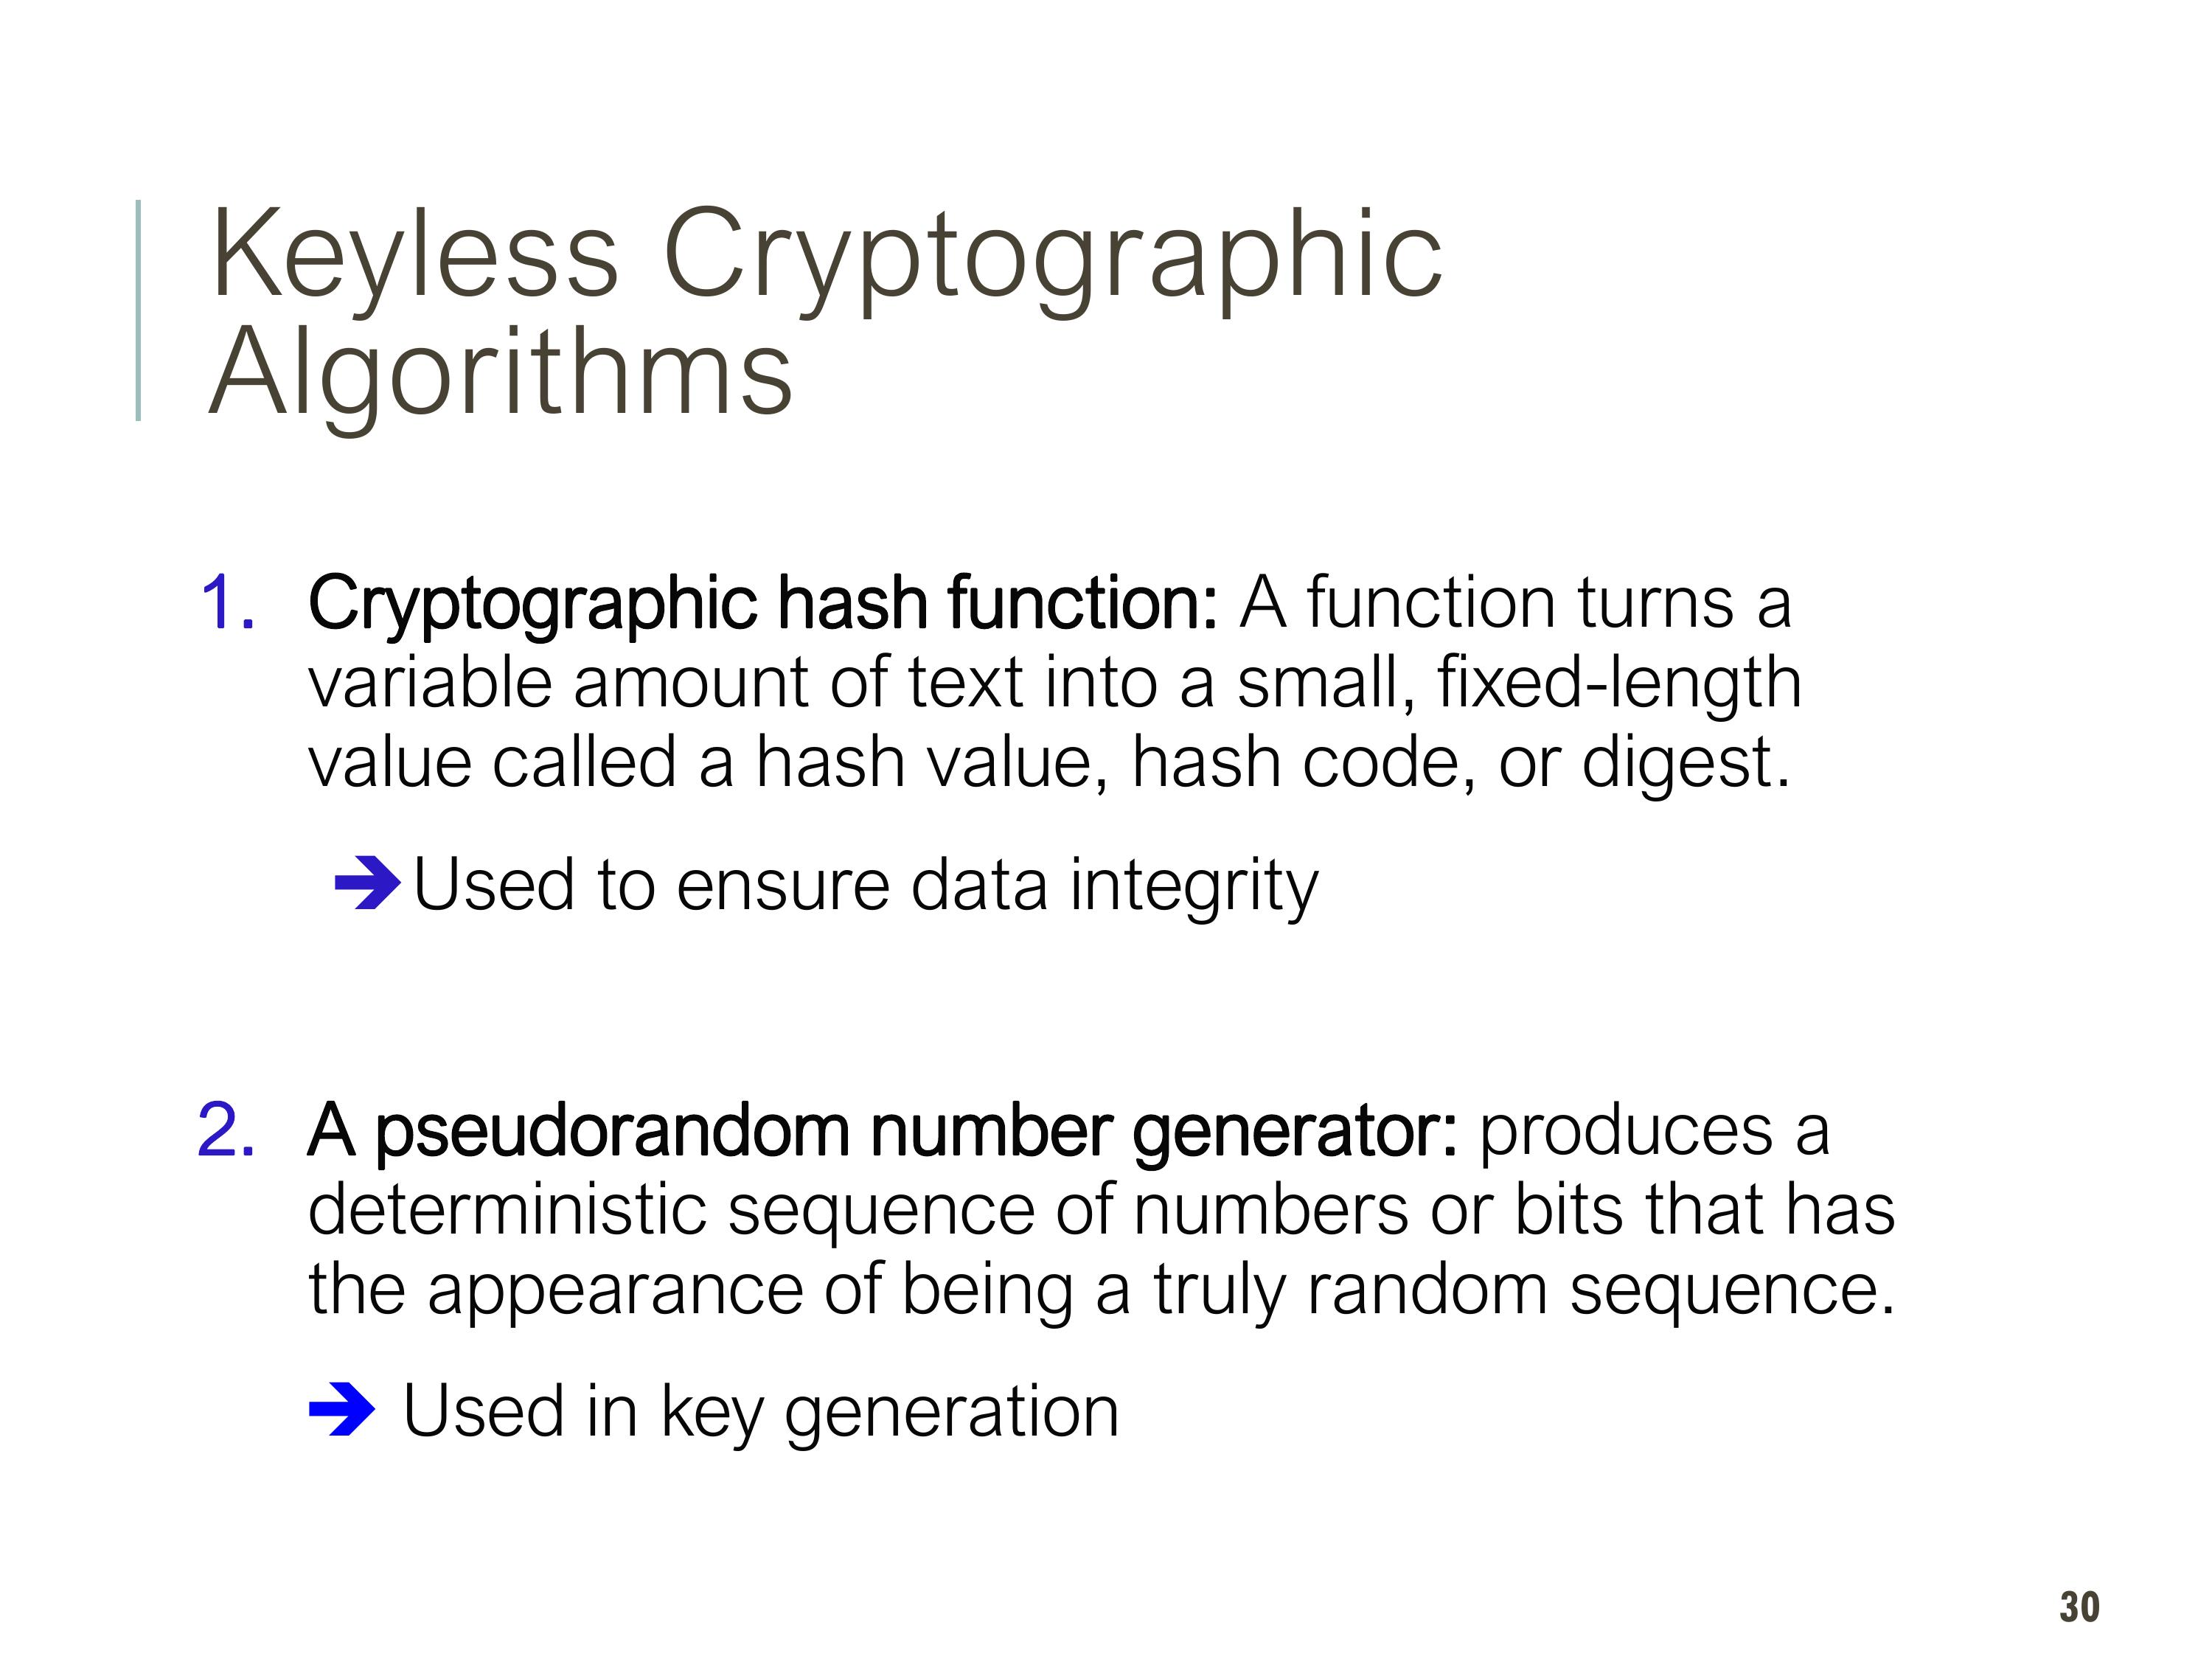 Keyless Cryptographic
Algorithms
1. Cryptographic hash function: A function turns a
variable amount of text into a small, fixed-length
value called a hash value, hash code, or digest.
➔ Used to ensure data integrity
2. A pseudorandom number generator: produces a
deterministic sequence of numbers or bits that has
the appearance of being a truly random sequence.
➔ Used in key generation
30